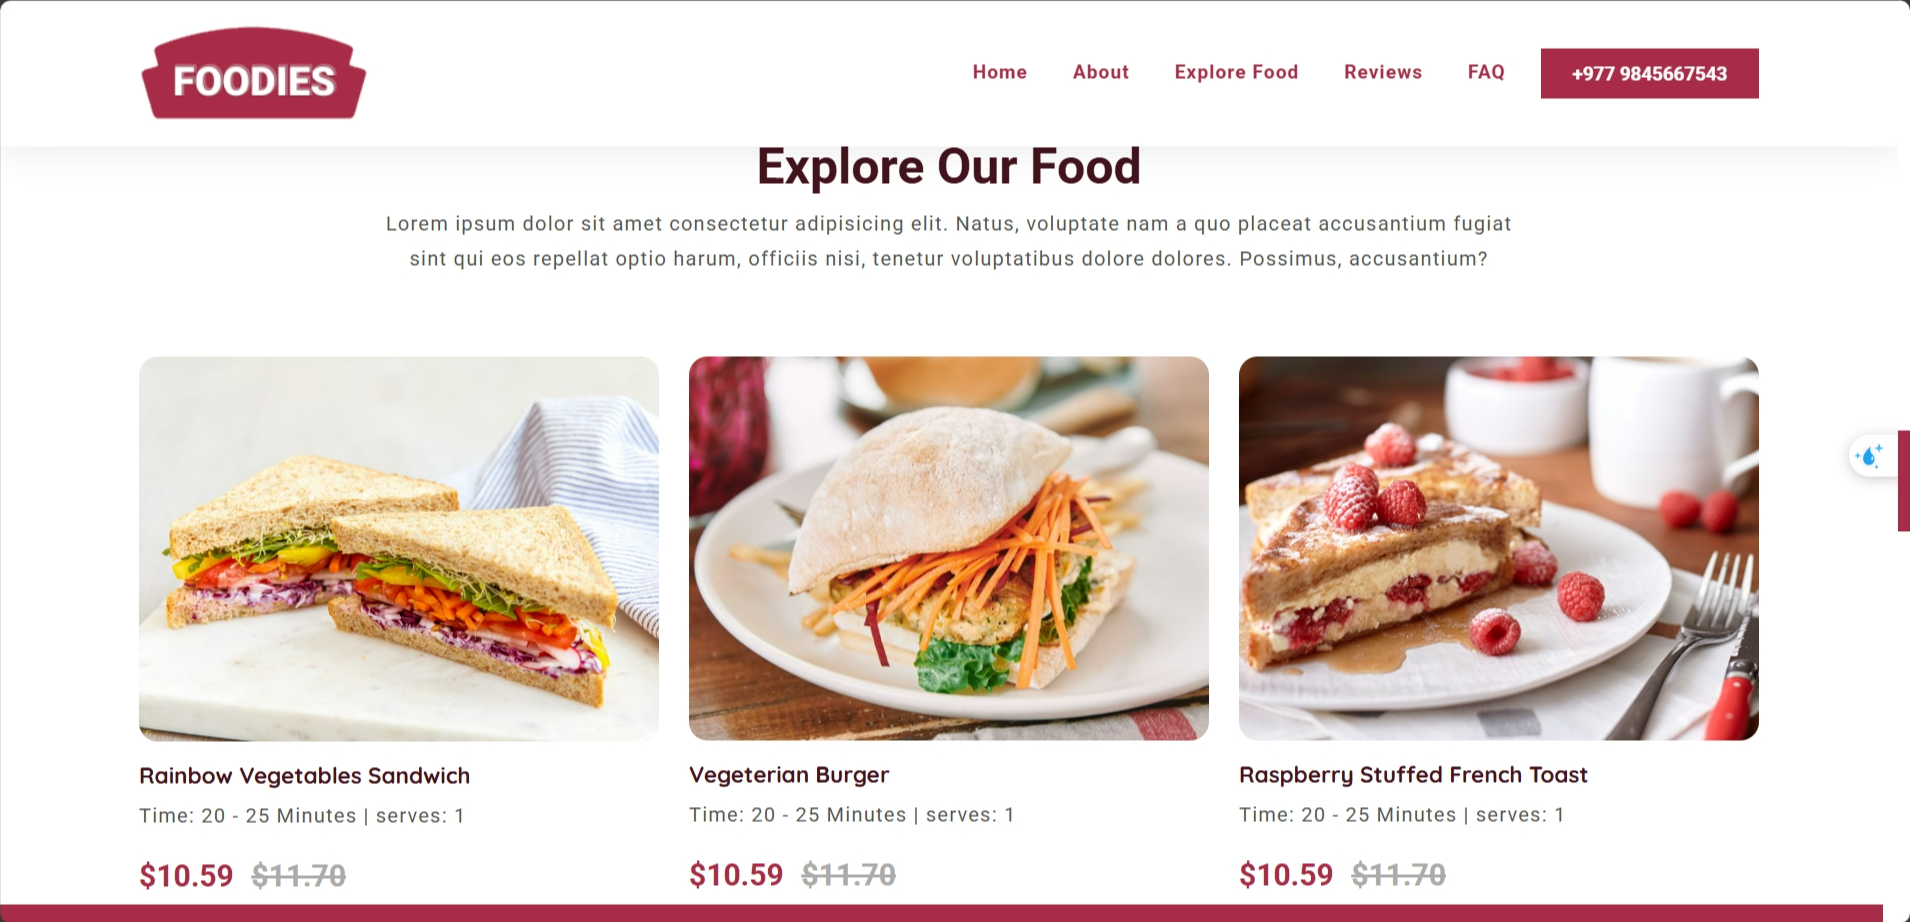 FOODIES
Home
About
Explore Food
Reviews
FAQ
+977 9845667543
Explore Our Food
Lorem ipsum dolor sit amet consectetur adipisicing elit. Natus, voluptate nam a quo placeat accusantium fugiat
sint qui eos repellat optio harum, officiis nisi, tenetur voluptatibus dolore dolores. Possimus, accusantium?
Rainbow Vegetables Sandwich
Time: 20 - 25 Minutes | serves: 1
$10.59 $11.70
Vegeterian Burger
Time: 20 - 25 Minutes | serves: 1
$10.59 $11.70
Raspberry Stuffed French Toast
Time: 20 - 25 Minutes | serves: 1
$10.59 $11.70